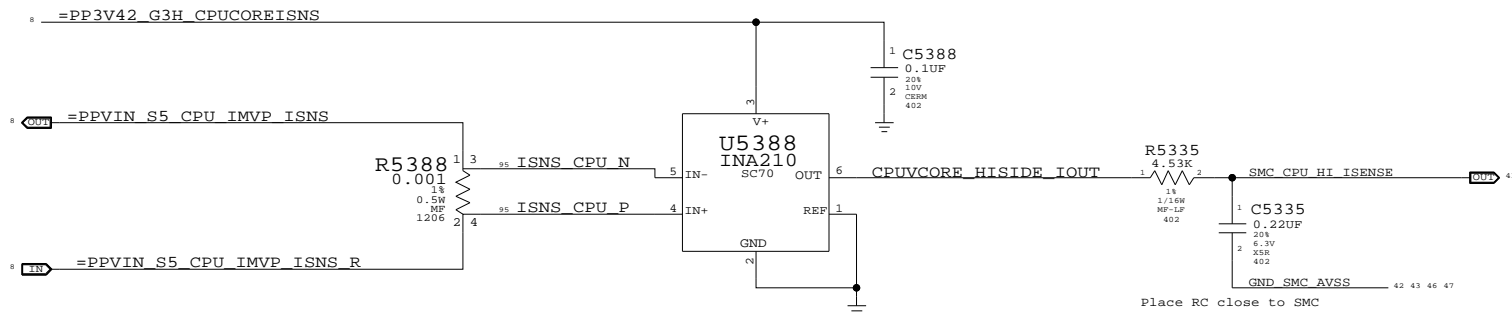 8 =PP3V42_G3H_CPUCOREISNS
1 C5388
0.1UF
20%
10V
2 CERM
402
3
V+
8 OUT =PPVIN_S5_CPU_IMVP_ISNS
U5388
INA210
SC70
R5388 1 3
0.001
1%
0.5W
MF
1206
2 4
95 ISNS_CPU_N 5 IN-
95 ISNS_CPU_P 4 IN+
OUT 6 CPUVCORE_HISIDE_IOUT
REF 1
GND
2
R5335
4.53K
1 2
1%
1/16W
MF-LF
402
SMC_CPU_HI_ISENSE OUT
1 C5335
0.22UF
20%
2 6.3V
X5R
402
8 IN =PPVIN_S5_CPU_IMVP_ISNS_R
GND_SMC_AVSS 42 43 46 47
Place RC close to SMC